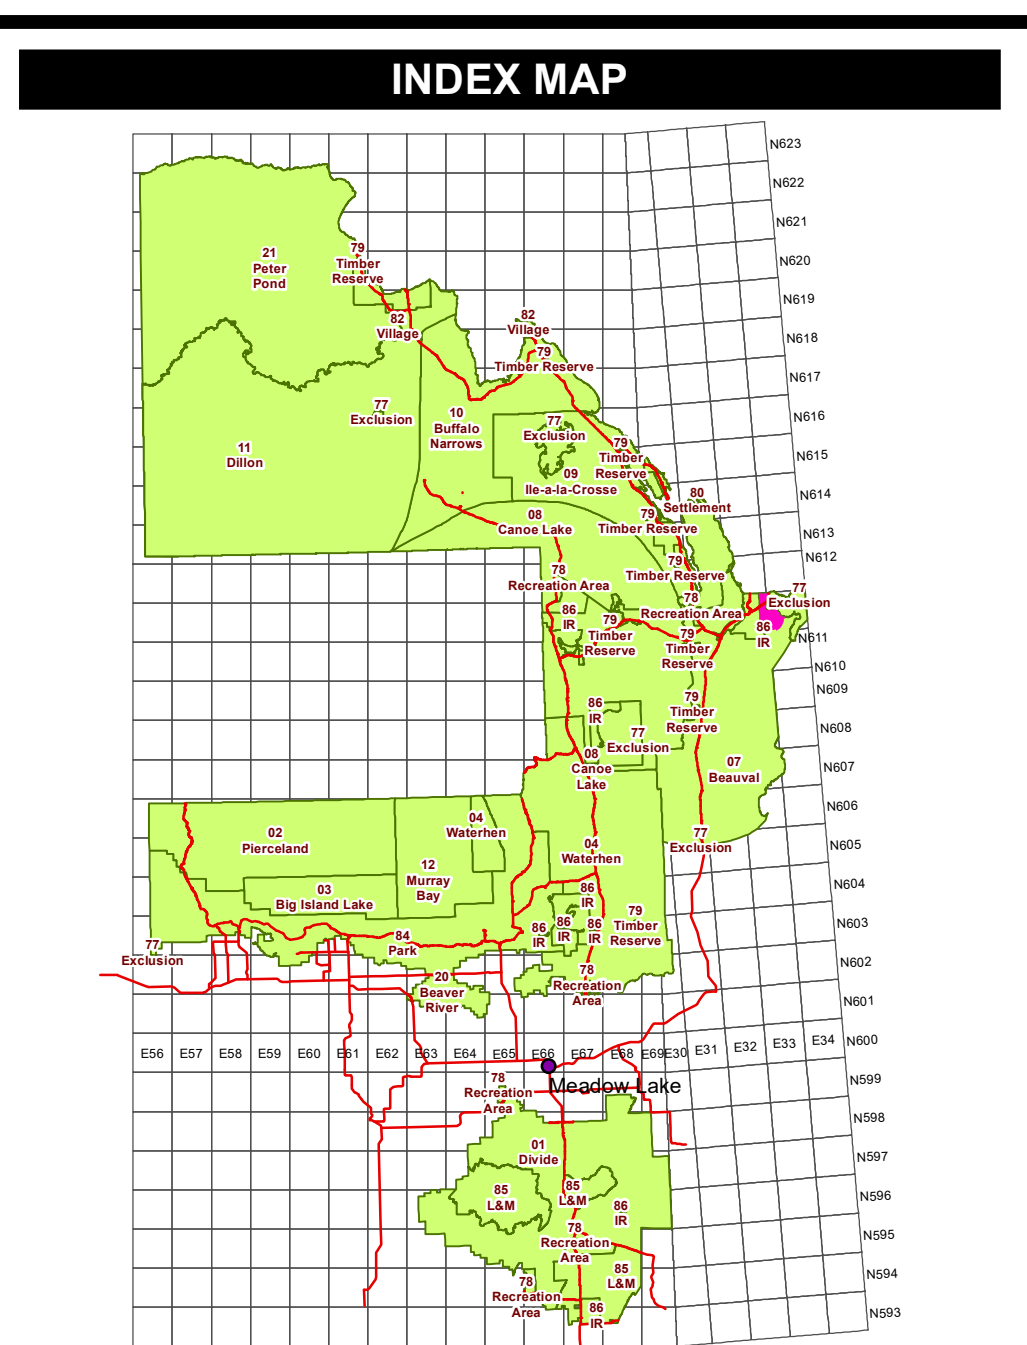 INDEX MAP
N623
N622
N621
N620
N619
N618
N617
N616
N615
N614
N613
N612
N611
N610
N609
N608
N607
N606
N605
N604
N603
N602
N601
N600
N599
N598
N597
N596
N595
N594
N593
21
Peter
Pond
79
Timber
Reserve
82
Village
82
Village
79
Timber Reserve
77
Exclusion
10
Buffalo
Narrows
77
Exclusion
11
Dillon
79
Timber
Reserve
09
Ile-a-la-Crosse
80
Settlement
08
Canoe Lake
79
Timber Reserve
79
Timber Reserve
78
Recreation Area
78
Recreation Area
77
Exclusion
86
IR
79
Timber
Reserve
79
Timber
Reserve
86
IR
86
IR
79
Timber
Reserve
77
Exclusion
08
Canoe
Lake
07
Beauval
02
Pierceland
04
Waterhen
04
Waterhen
77
Exclusion
12
Murray
Bay
03
Big Island Lake
86
IR
86
IR
86
IR
86
IR
79
Timber
Reserve
84
Park
77
Exclusion
20
Beaver
River
78
Recreation
Area
E56
E57
E58
E59
E60
E61
E62
E63
E64
E65
E66
E67
E68
E69
E30
E31
E32
E33
E34
Meadow Lake
78
Recreation
Area
01
Divide
85
L&M
85
L&M
86
IR
78
Recreation
Area
85
L&M
78
Recreation
Area
86
IR